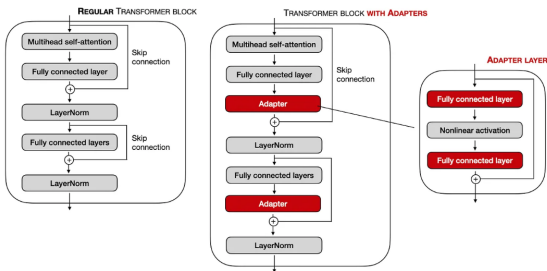 REGULAR TRANSFORMER BLOCK
Multihead self-attention
Fully connected layer
Skip
connection
+
LayerNorm
Fully connected layers
Skip
connection
+
LayerNorm
TRANSFORMER BLOCK WITH ADAPTERS
Multihead self-attention
Fully connected layer
Skip
connection
Adapter
+
LayerNorm
Fully connected layers
Adapter
+
LayerNorm
ADAPTER LAYER
Fully connected layer
Nonlinear activation
Fully connected layer
+